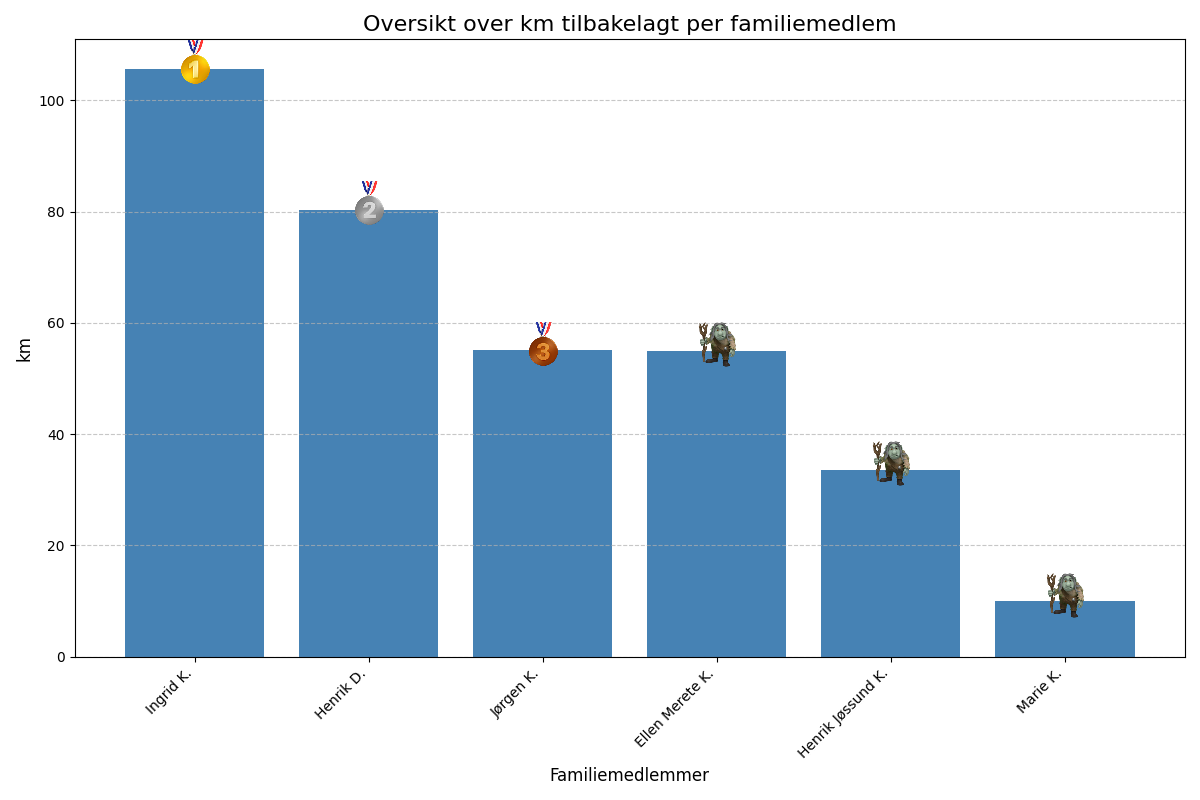 Oversikt over km tilbakelagt per familiemedlem
km
100
80
60
40
20
0
1
2
3
Ingrid K.
Henrik D.
Jørgen K.
Ellen Merete K.
Henrik Jøssund K.
Marie K.
Familiemedlemmer